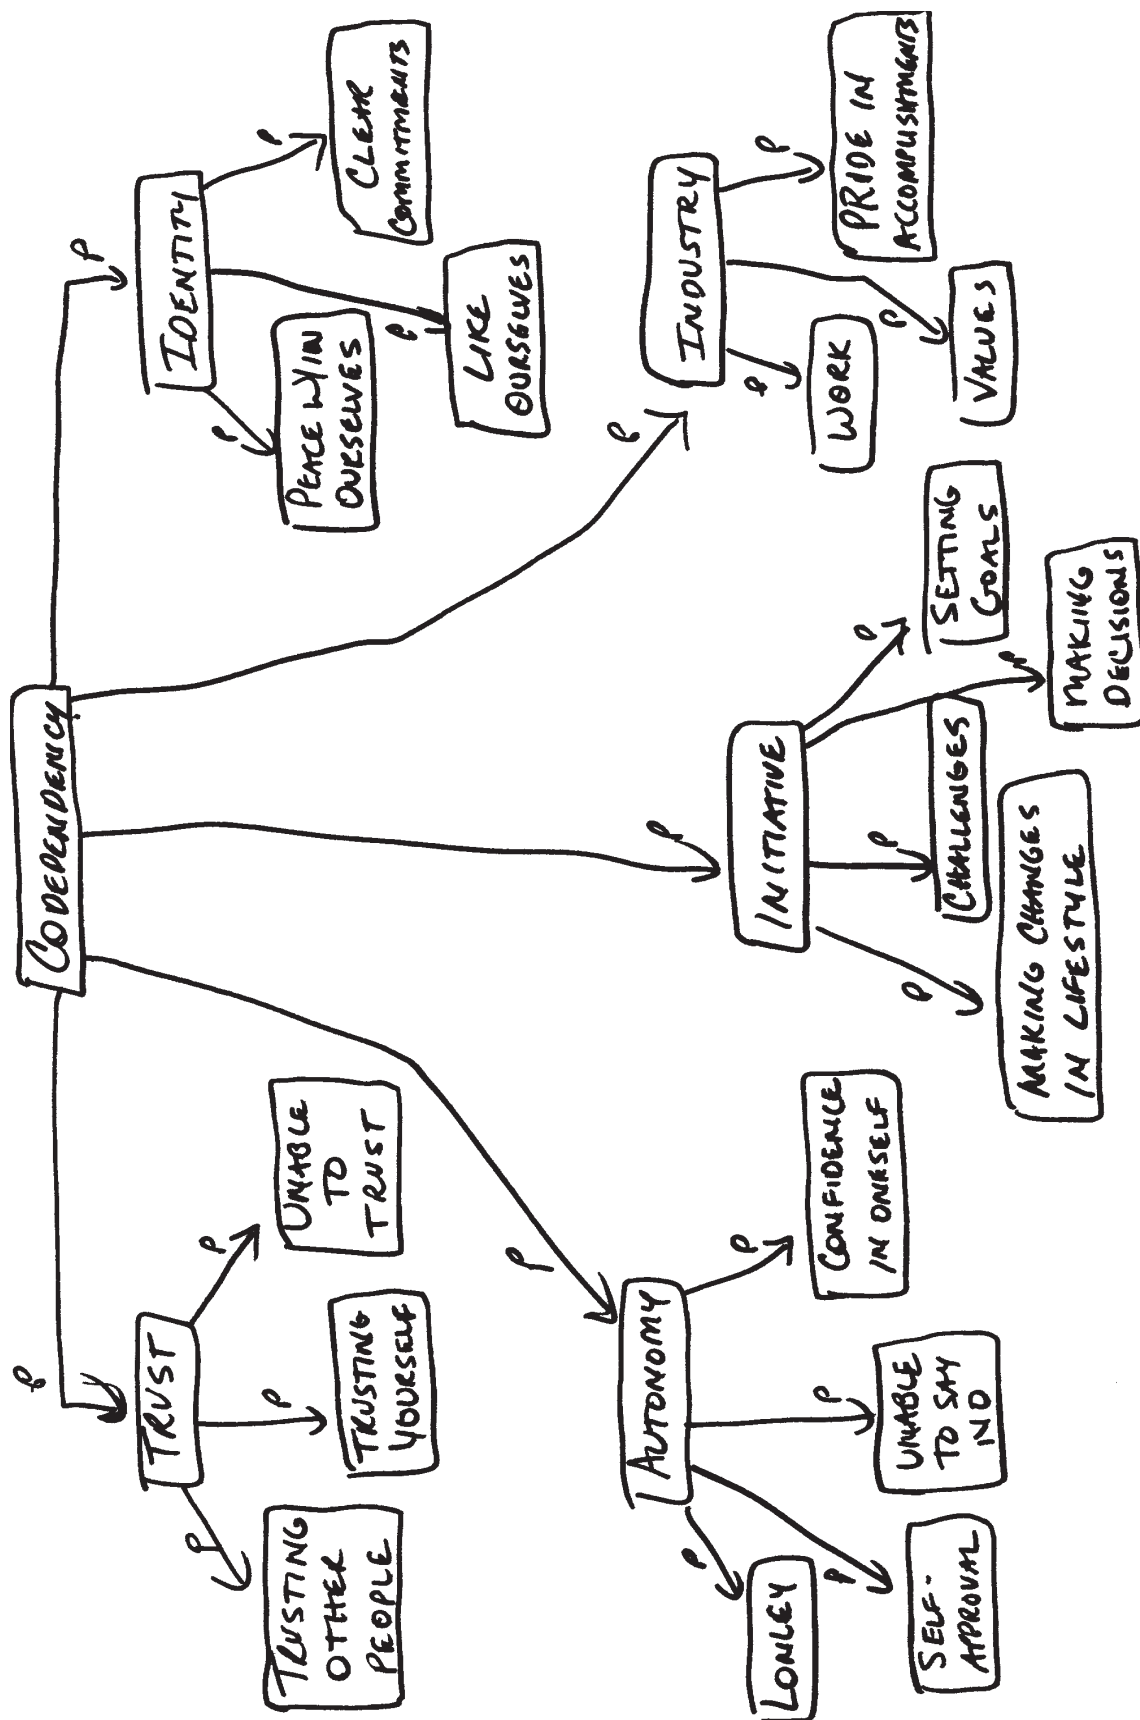 CODEPENDENCY
P
P
P
P
P
TRUST
P
P
P
TRUSTING
OTHER
PEOPLE
TRUSTING
YOURSELF
UNABLE
TO
TRUST
AUTONOMY
P
P
P
P
LONLEY
SELF-
APPROVAL
UNABLE
TO SAY
NO
CONFIDENCE
IN ONESELF
INITIATIVE
P
P
P
P
MAKING CHANGES
IN LIFESTYLE
CHALLENGES
MAKING
DECISIONS
SETTING
GOALS
INDUSTRY
P
P
P
WORK
VALUES
PRIDE IN
ACCOMPLISHMENTS
IDENTITY
P
P
P
PEACE W/IN
OURSELVES
LIKE
OURSELVES
CLEAR
COMMITMENTS